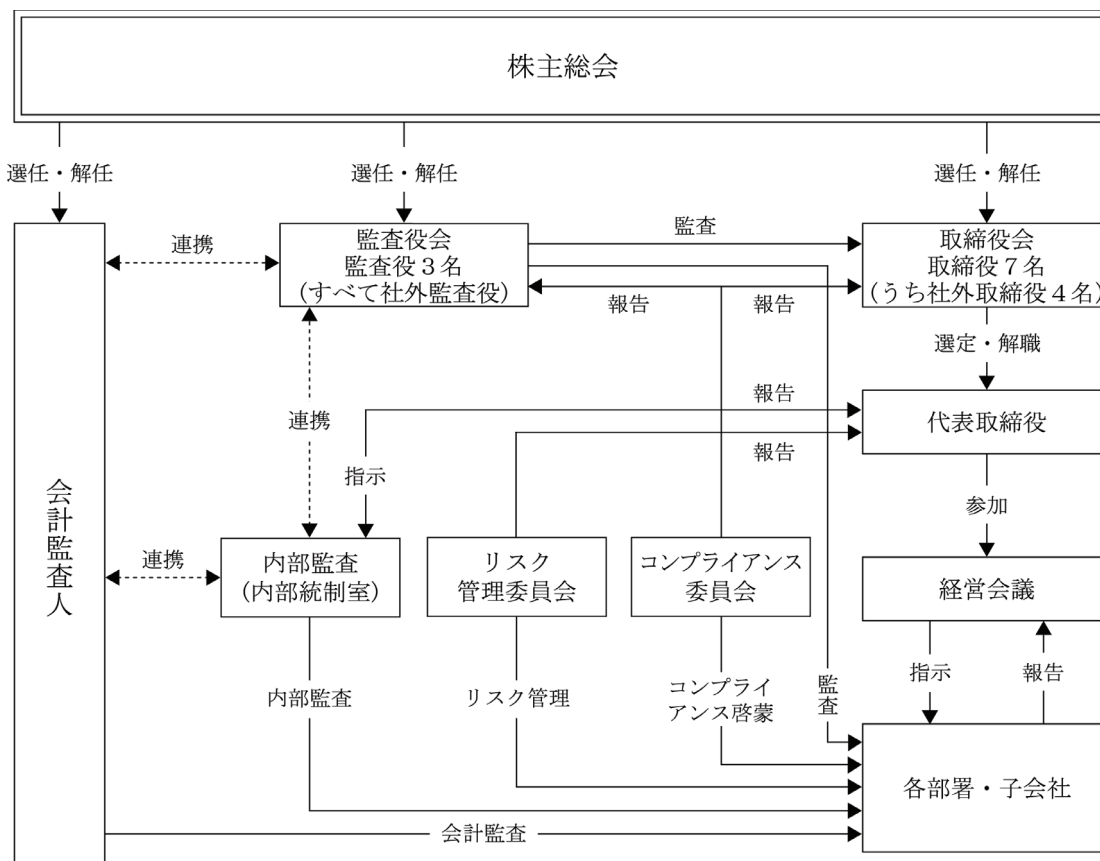 株主総会
選任・解任
選任・解任
選任・解任
連携
監査役会
監査役3名
(すべて社外監査役)
監査
取締役会
取締役7名
(うち社外取締役4名)
報告
報告
選定・解職
連携
報告
代表取締役
報告
指示
参加
会計監査人
連携
内部監査
(内部統制室)
リスク
管理委員会
コンプライアンス
委員会
経営会議
内部監査
リスク管理
コンプライ
アンス啓蒙
監査
指示
報告
各部署・子会社
会計監査